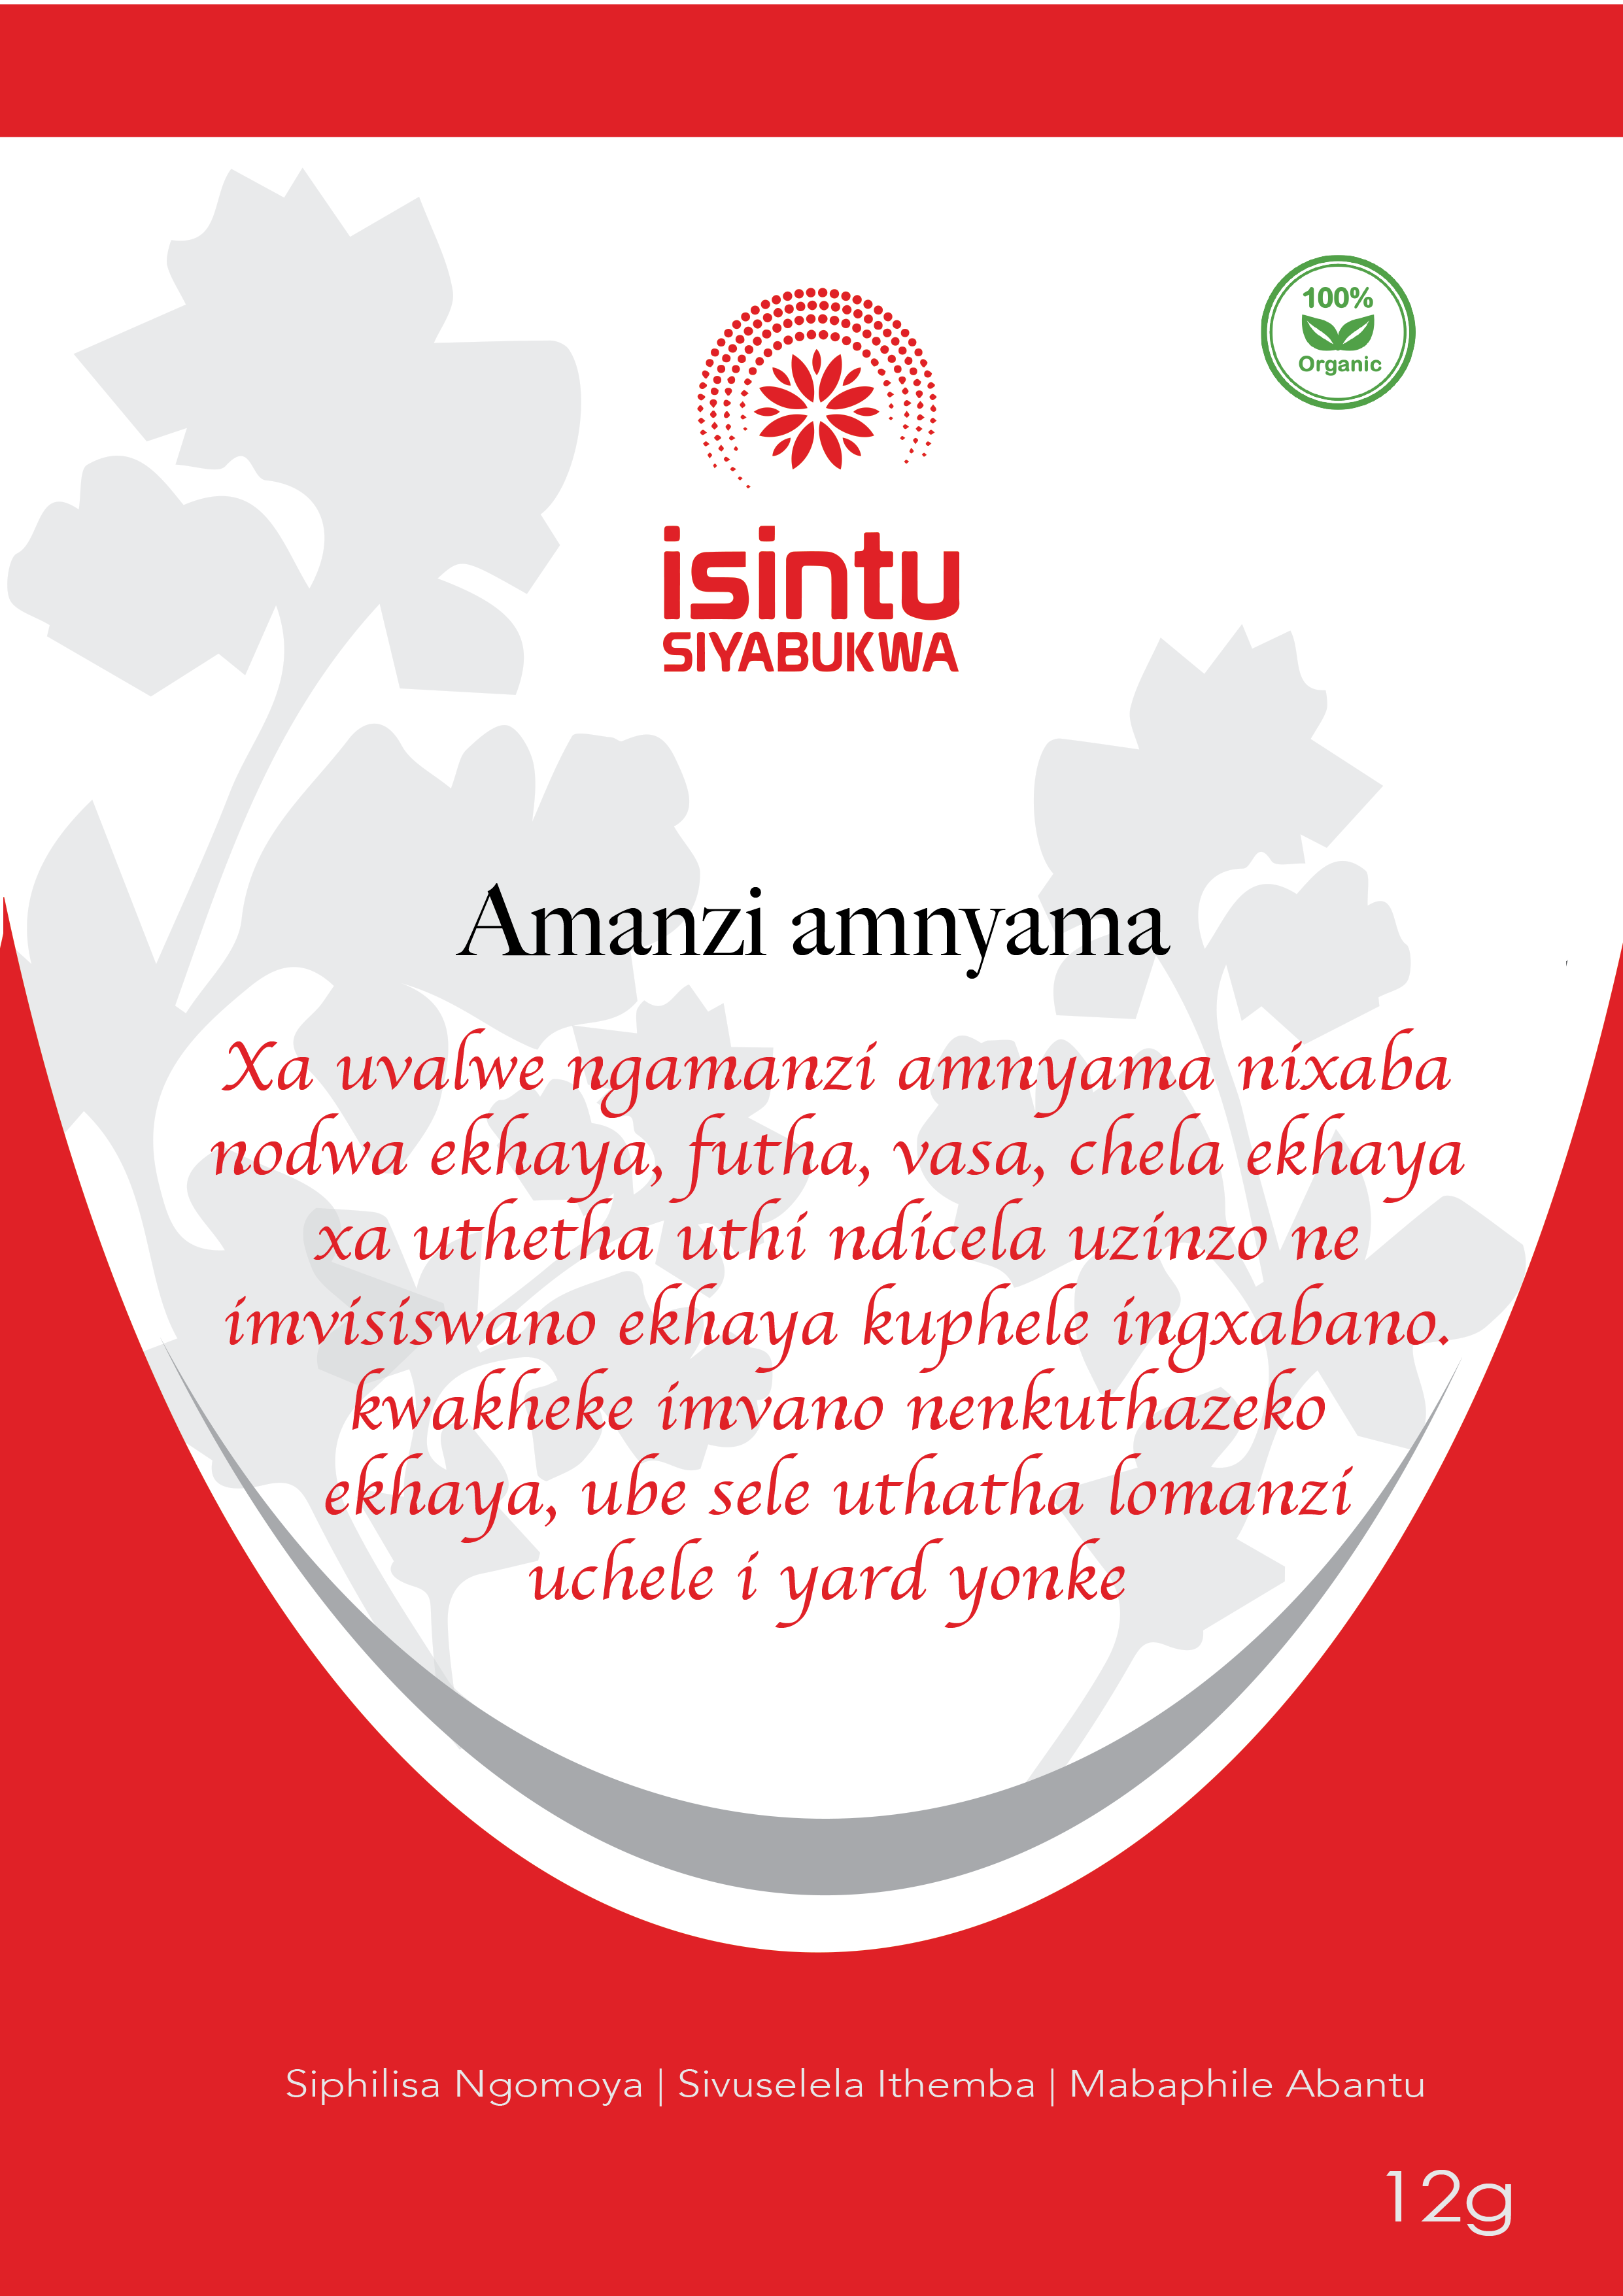 100%
Organic
isintu
SIYABUKWA
Amanzi amnyama
Xa uvalwe ngamanzi amnyama nixaba
nodwa ekhaya, futha, vasa, chela ekhaya
xa uthetha uthi ndicela uzinzo ne
imvisiswano ekhaya kuphele ingxabano.
kwakheke imvano nenkuthazeko
ekhaya, ube sele uthatha lomanzi
uchele i yard yonke
Siphilisa Ngomoya | Sivuselela Ithemba | Mabaphile Abantu
12g